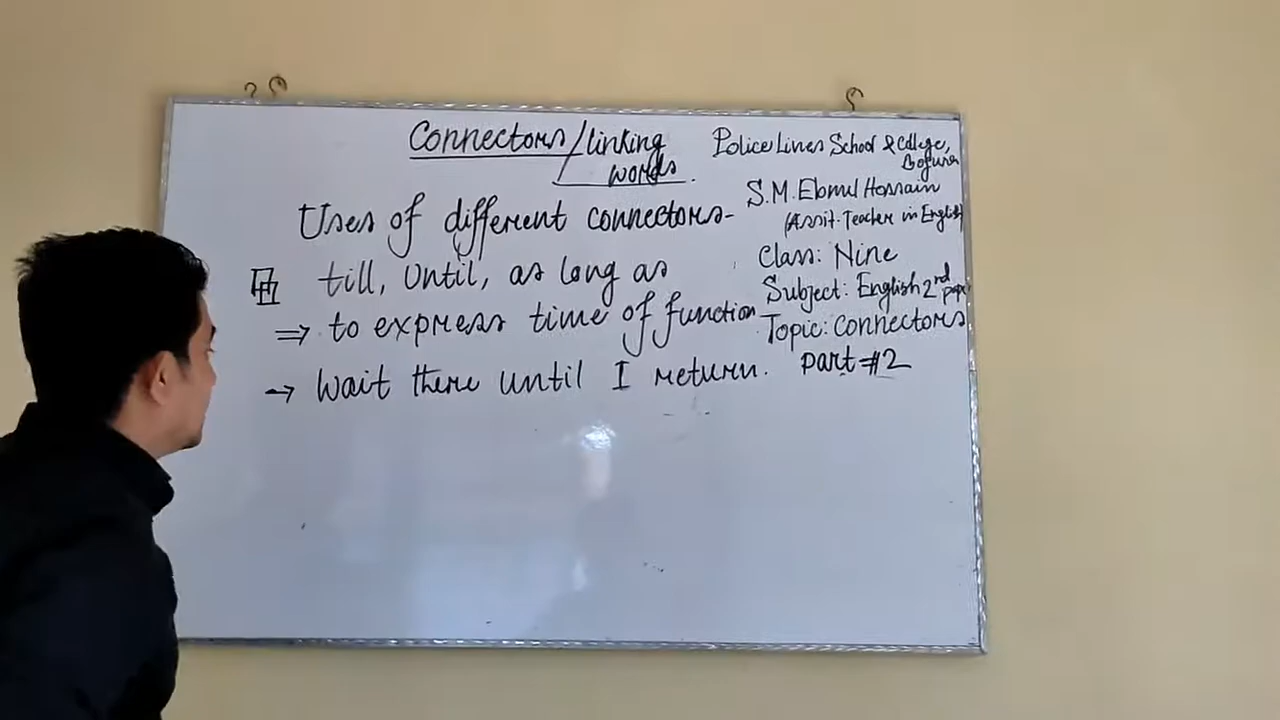 Connectors/linking
words.
Uses of different connectors-
till, until, as long as
⇒ to express time of function
→ Wait there until I return.
Police Lines School & College,
Bogura
S.M. Ebnul Hossain
(Assit. Teacher in English)
Class: Nine
Subject: English 2nd paper
Topic: Connectors
part #2